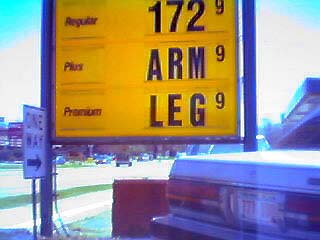 Regular 172 9
Plus ARM 9
Premium LEG 9
ONE
WAY